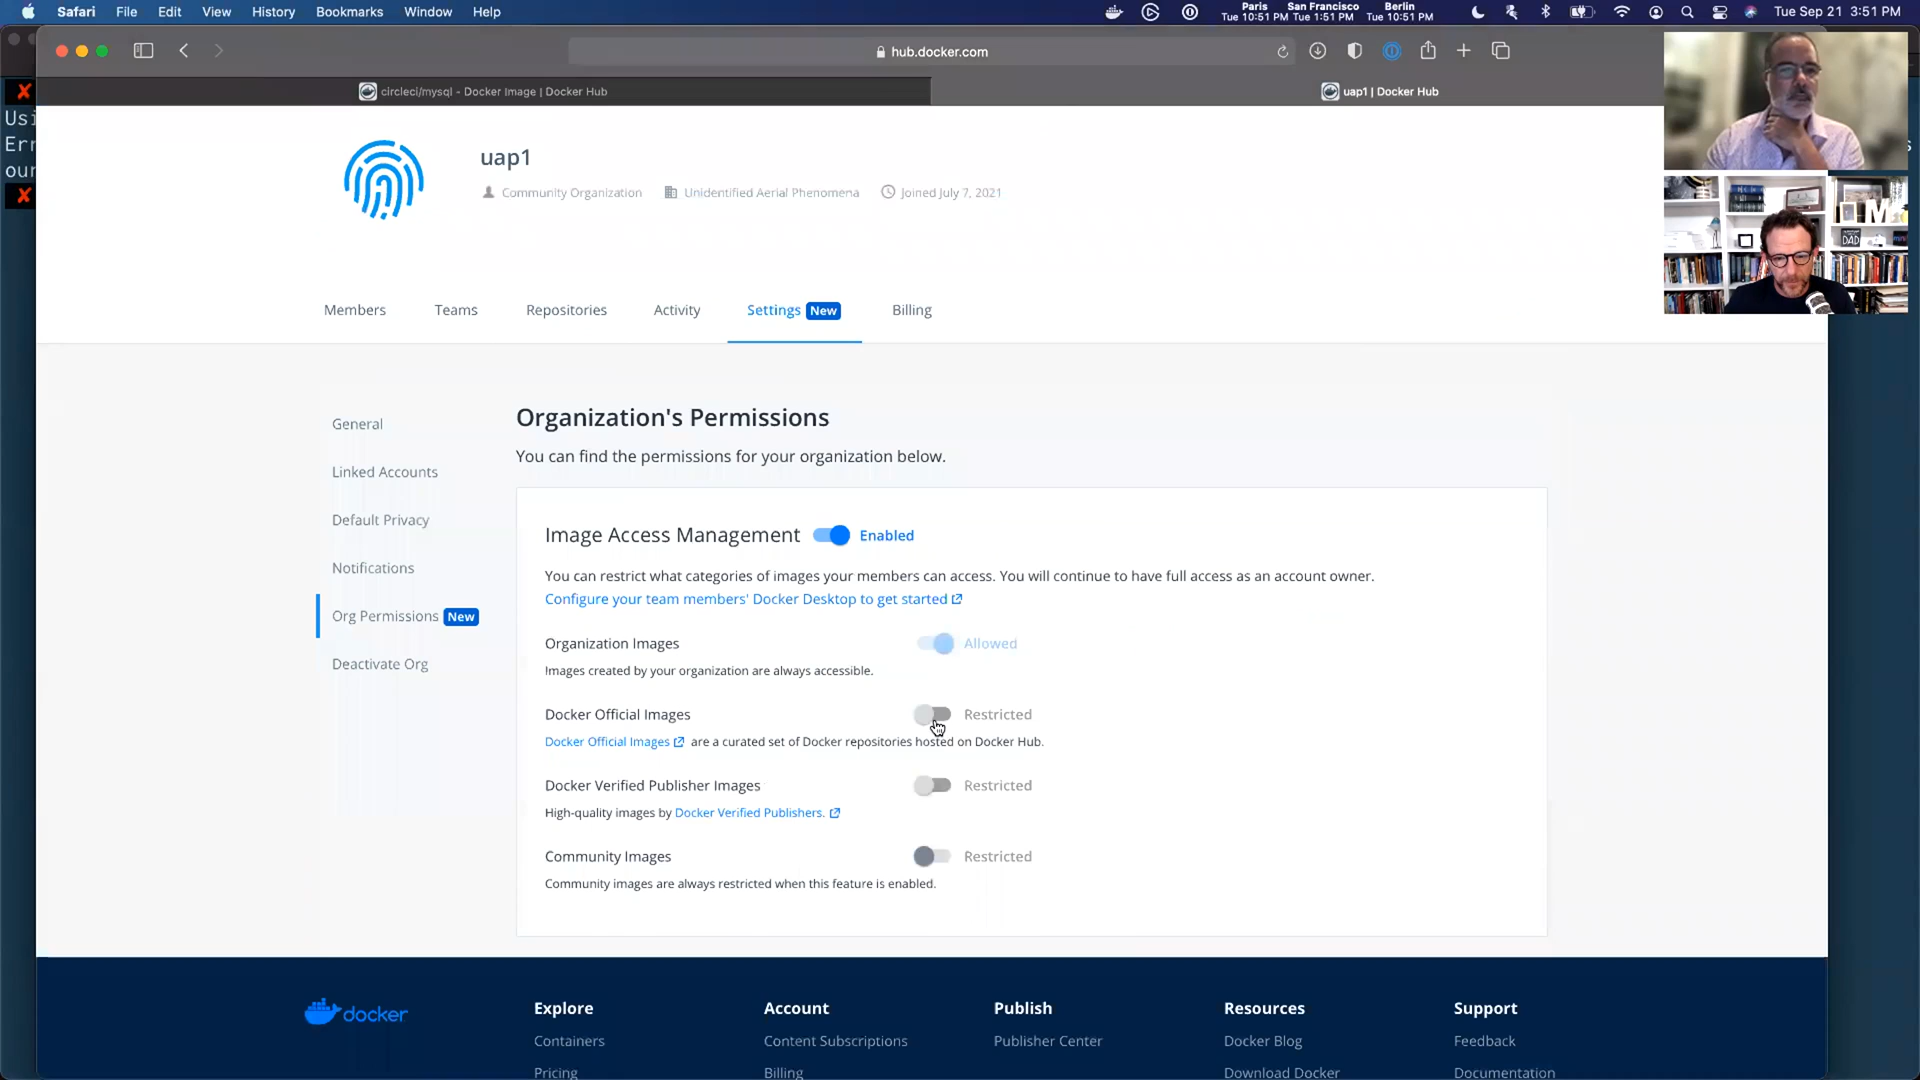 Safari File Edit View History Bookmarks Window Help
Paris San Francisco Berlin
Tue 10:51 PM Tue 1:51 PM Tue 10:51 PM
Tue Sep 21 3:51 PM
hub.docker.com
circleci/mysql - Docker Image | Docker Hub
uap1 | Docker Hub
uap1
Community Organization Unidentified Aerial Phenomena Joined July 7, 2021
Members Teams Repositories Activity Settings New Billing
General
Linked Accounts
Default Privacy
Notifications
Org Permissions New
Deactivate Org
Organization's Permissions
You can find the permissions for your organization below.
Image Access Management Enabled
You can restrict what categories of images your members can access. You will continue to have full access as an account owner.
Configure your team members' Docker Desktop to get started
Organization Images Allowed
Images created by your organization are always accessible.
Docker Official Images Restricted
Docker Official Images are a curated set of Docker repositories hosted on Docker Hub.
Docker Verified Publisher Images Restricted
High-quality images by Docker Verified Publishers.
Community Images Restricted
Community images are always restricted when this feature is enabled.
docker
Explore Account Publish Resources Support
Containers Content Subscriptions Publisher Center Docker Blog Feedback
Pricing Billing Download Docker Documentation
DAD